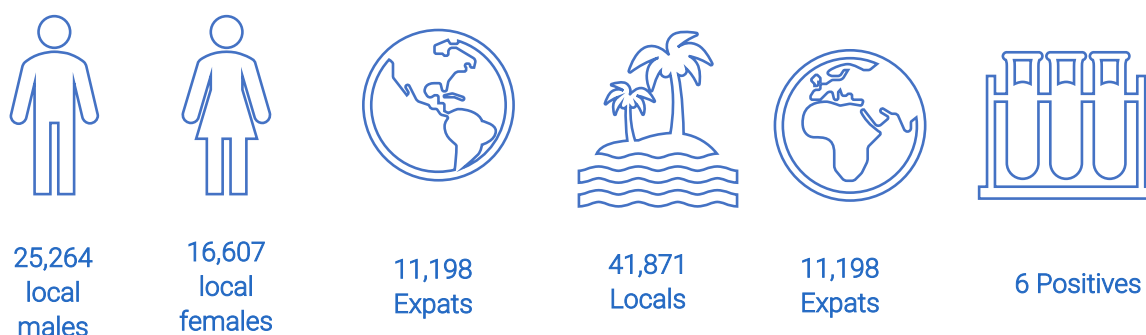 25,264
local
males
16,607
local
females
11,198
Expats
41,871
Locals
11,198
Expats
6 Positives